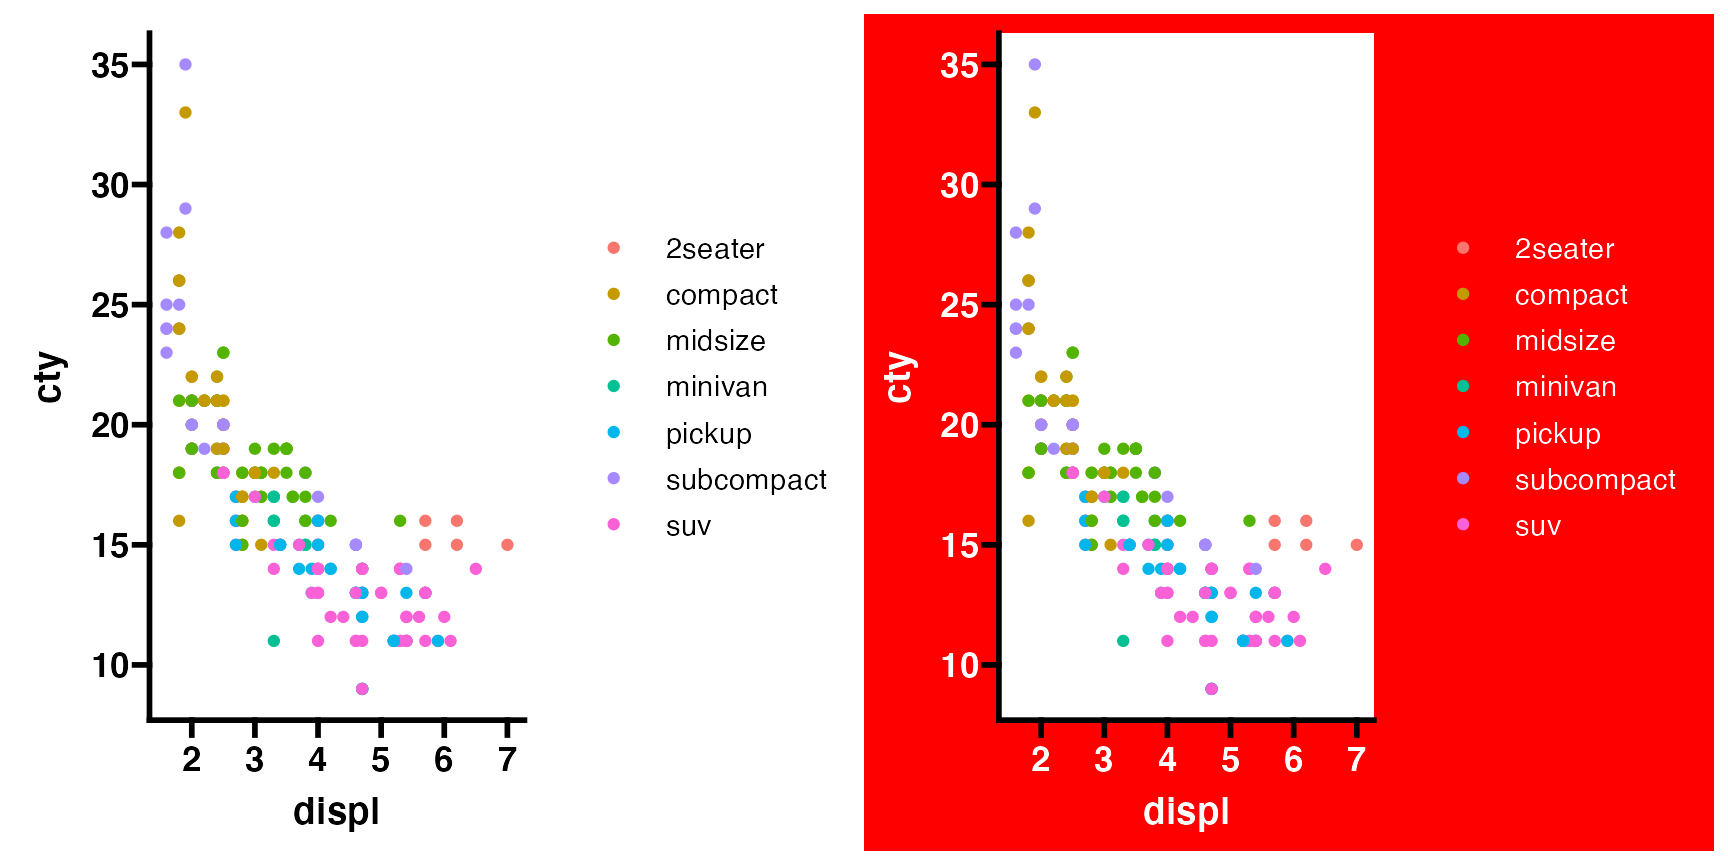 35
30
25
20
15
10
cty
2 3 4 5 6 7
displ
2seater
compact
midsize
minivan
pickup
subcompact
suv
35
30
25
20
15
10
cty
2 3 4 5 6 7
displ
2seater
compact
midsize
minivan
pickup
subcompact
suv